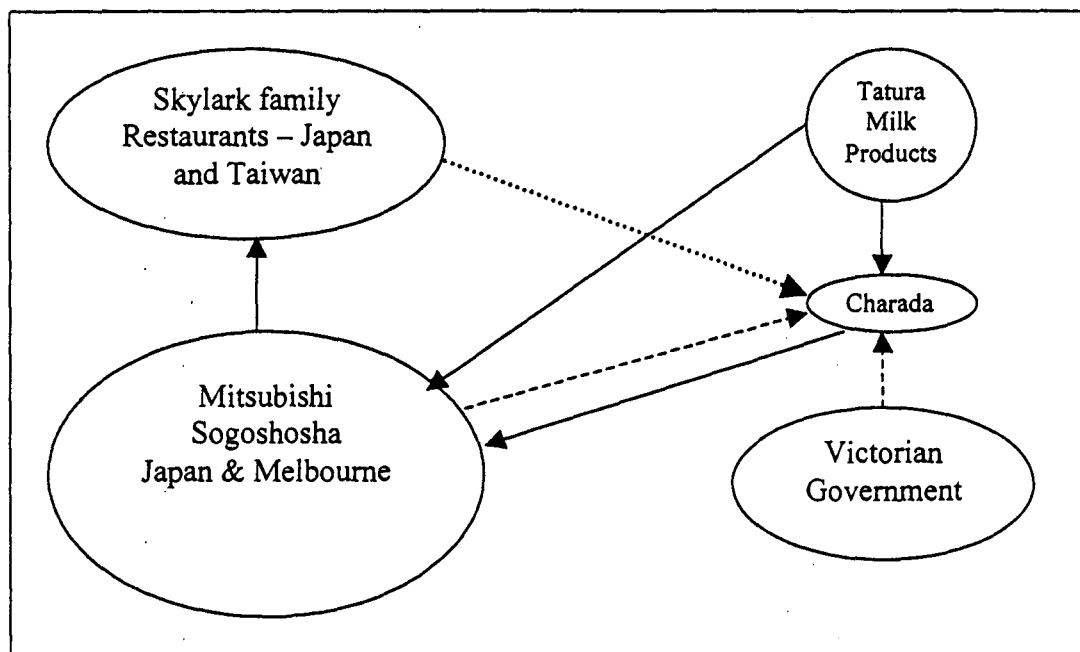 Skylark family
Restaurants – Japan
and Taiwan
Tatura
Milk
Products
Charada
Mitsubishi
Sogoshosha
Japan & Melbourne
Victorian
Government